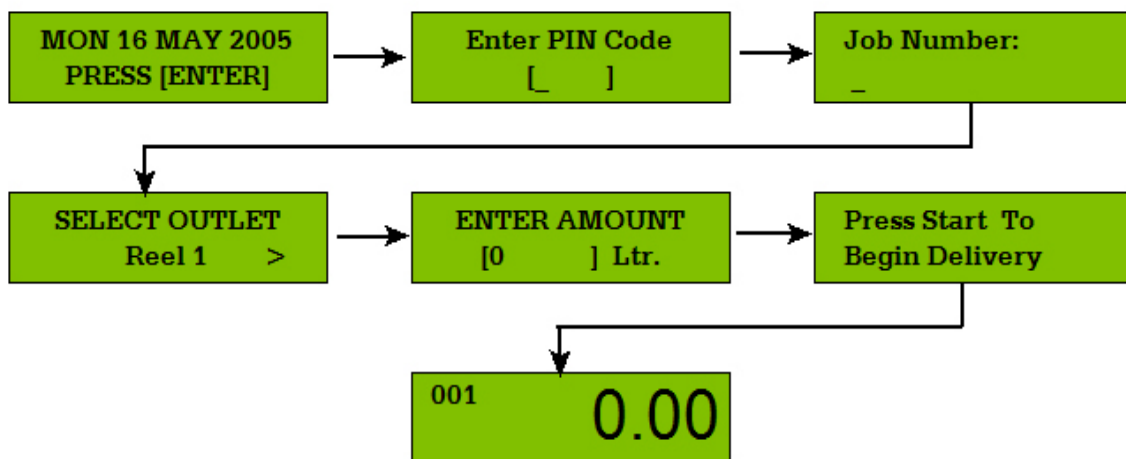 MON 16 MAY 2005
PRESS [ENTER]
Enter PIN Code
[_ ]
Job Number:
_
SELECT OUTLET
Reel 1 >
ENTER AMOUNT
[0 ] Ltr.
Press Start To
Begin Delivery
001 0.00